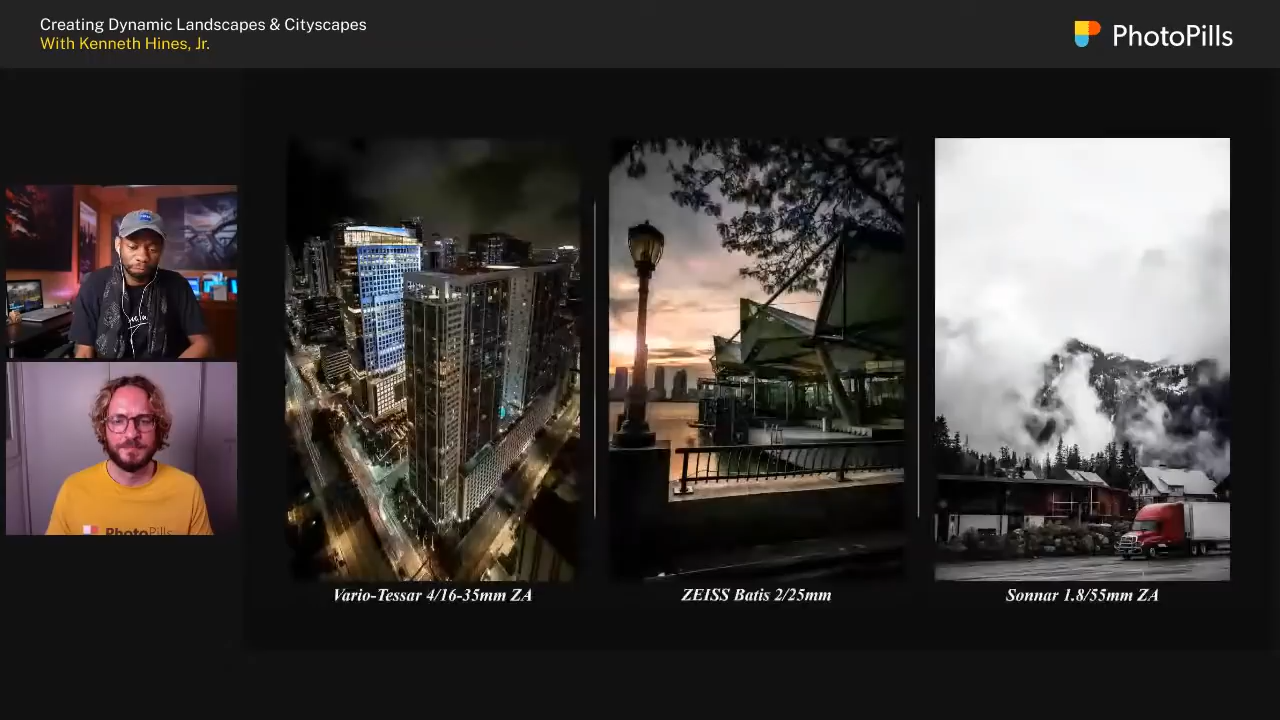 Creating Dynamic Landscapes & Cityscapes
With Kenneth Hines, Jr.
PhotoPills
PhotoPills
Vario-Tessar 4/16-35mm ZA
ZEISS Batis 2/25mm
Sonnar 1.8/55mm ZA